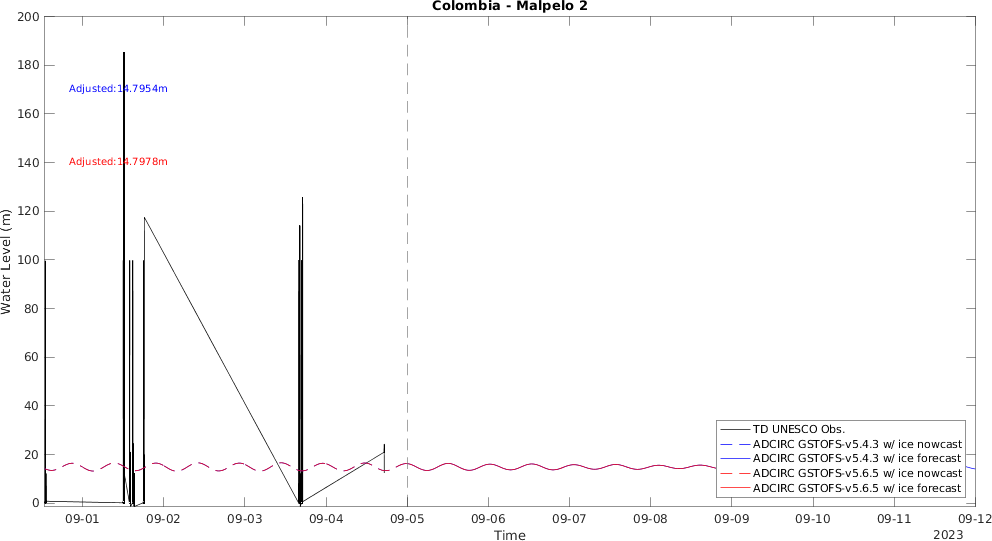 Colombia - Malpelo 2
200
180
160
140
120
100
80
60
40
20
0
Water Level (m)
Adjusted:14.7954m
Adjusted:14.7978m
TD UNESCO Obs.
ADCIRC GSTOFS-v5.4.3 w/ ice nowcast
ADCIRC GSTOFS-v5.4.3 w/ ice forecast
ADCIRC GSTOFS-v5.6.5 w/ ice nowcast
ADCIRC GSTOFS-v5.6.5 w/ ice forecast
09-01 09-02 09-03 09-04 09-05 09-06 09-07 09-08 09-09 09-10 09-11 09-12
Time
2023